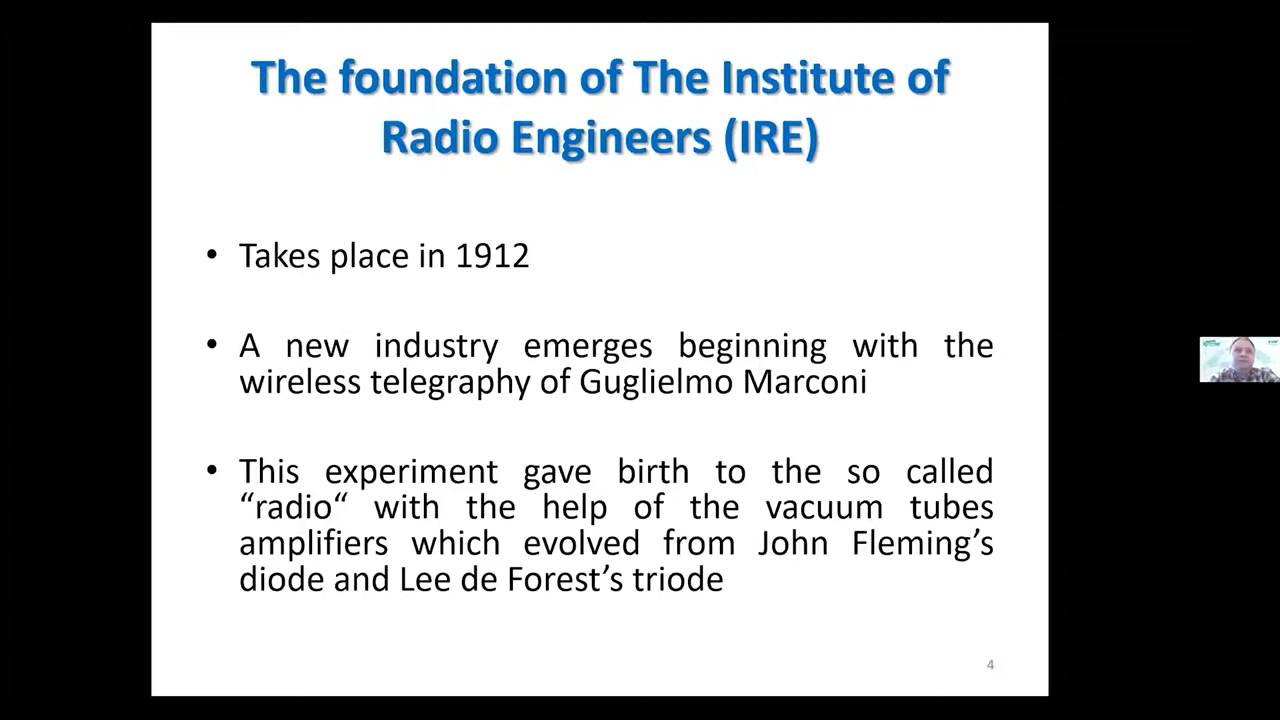 The foundation of The Institute of
Radio Engineers (IRE)
• Takes place in 1912
• A new industry emerges beginning with the
wireless telegraphy of Guglielmo Marconi
• This experiment gave birth to the so called
“radio“ with the help of the vacuum tubes
amplifiers which evolved from John Fleming’s
diode and Lee de Forest’s triode
4